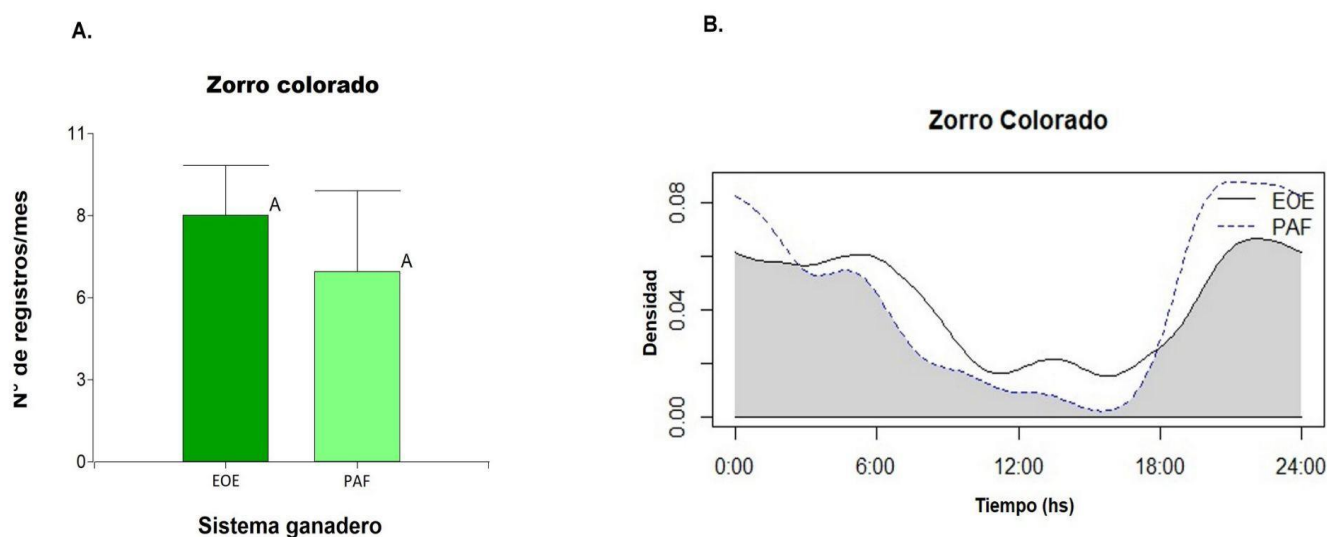 A.
Zorro colorado
N° de registros/mes
11
8
6
3
0
A
A
EOE
PAF
Sistema ganadero
B.
Zorro Colorado
Densidad
0.08
0.04
0.00
EOE
PAF
0:00
6:00
12:00
18:00
24:00
Tiempo (hs)